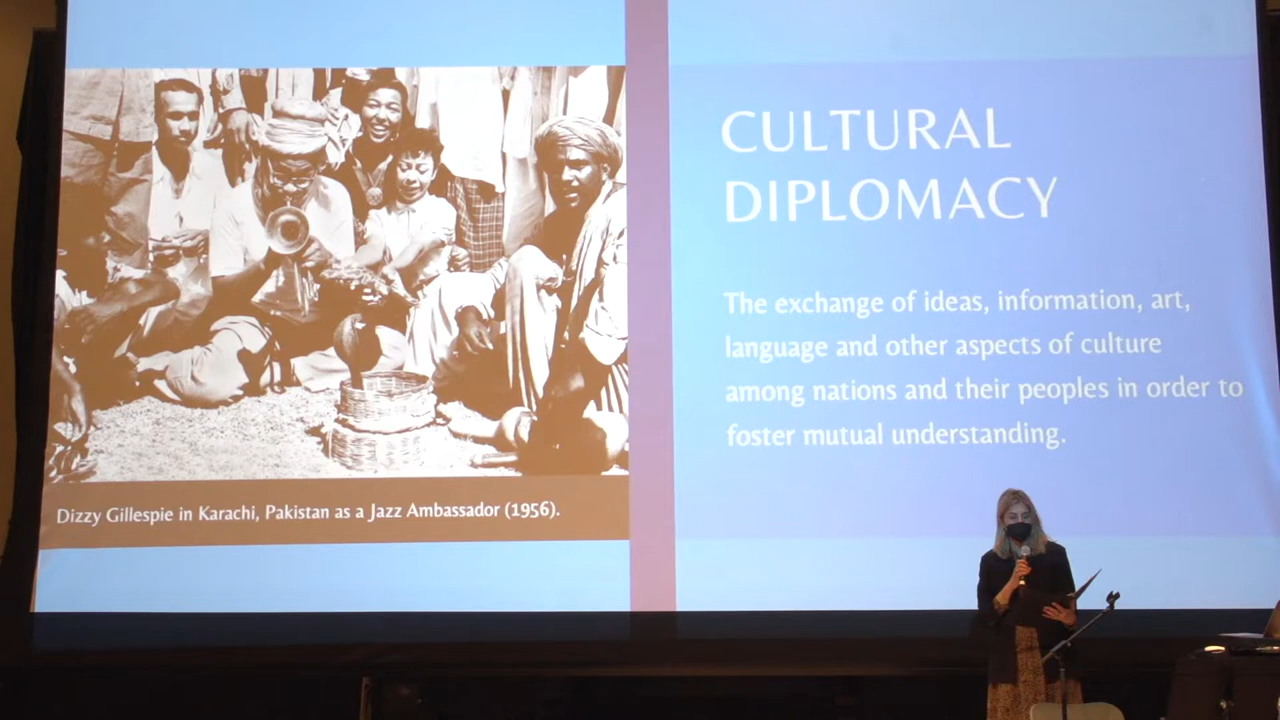 CULTURAL
DIPLOMACY
The exchange of ideas, information, art,
language and other aspects of culture
among nations and their peoples in order to
foster mutual understanding.
Dizzy Gillespie in Karachi, Pakistan as a Jazz Ambassador (1956).